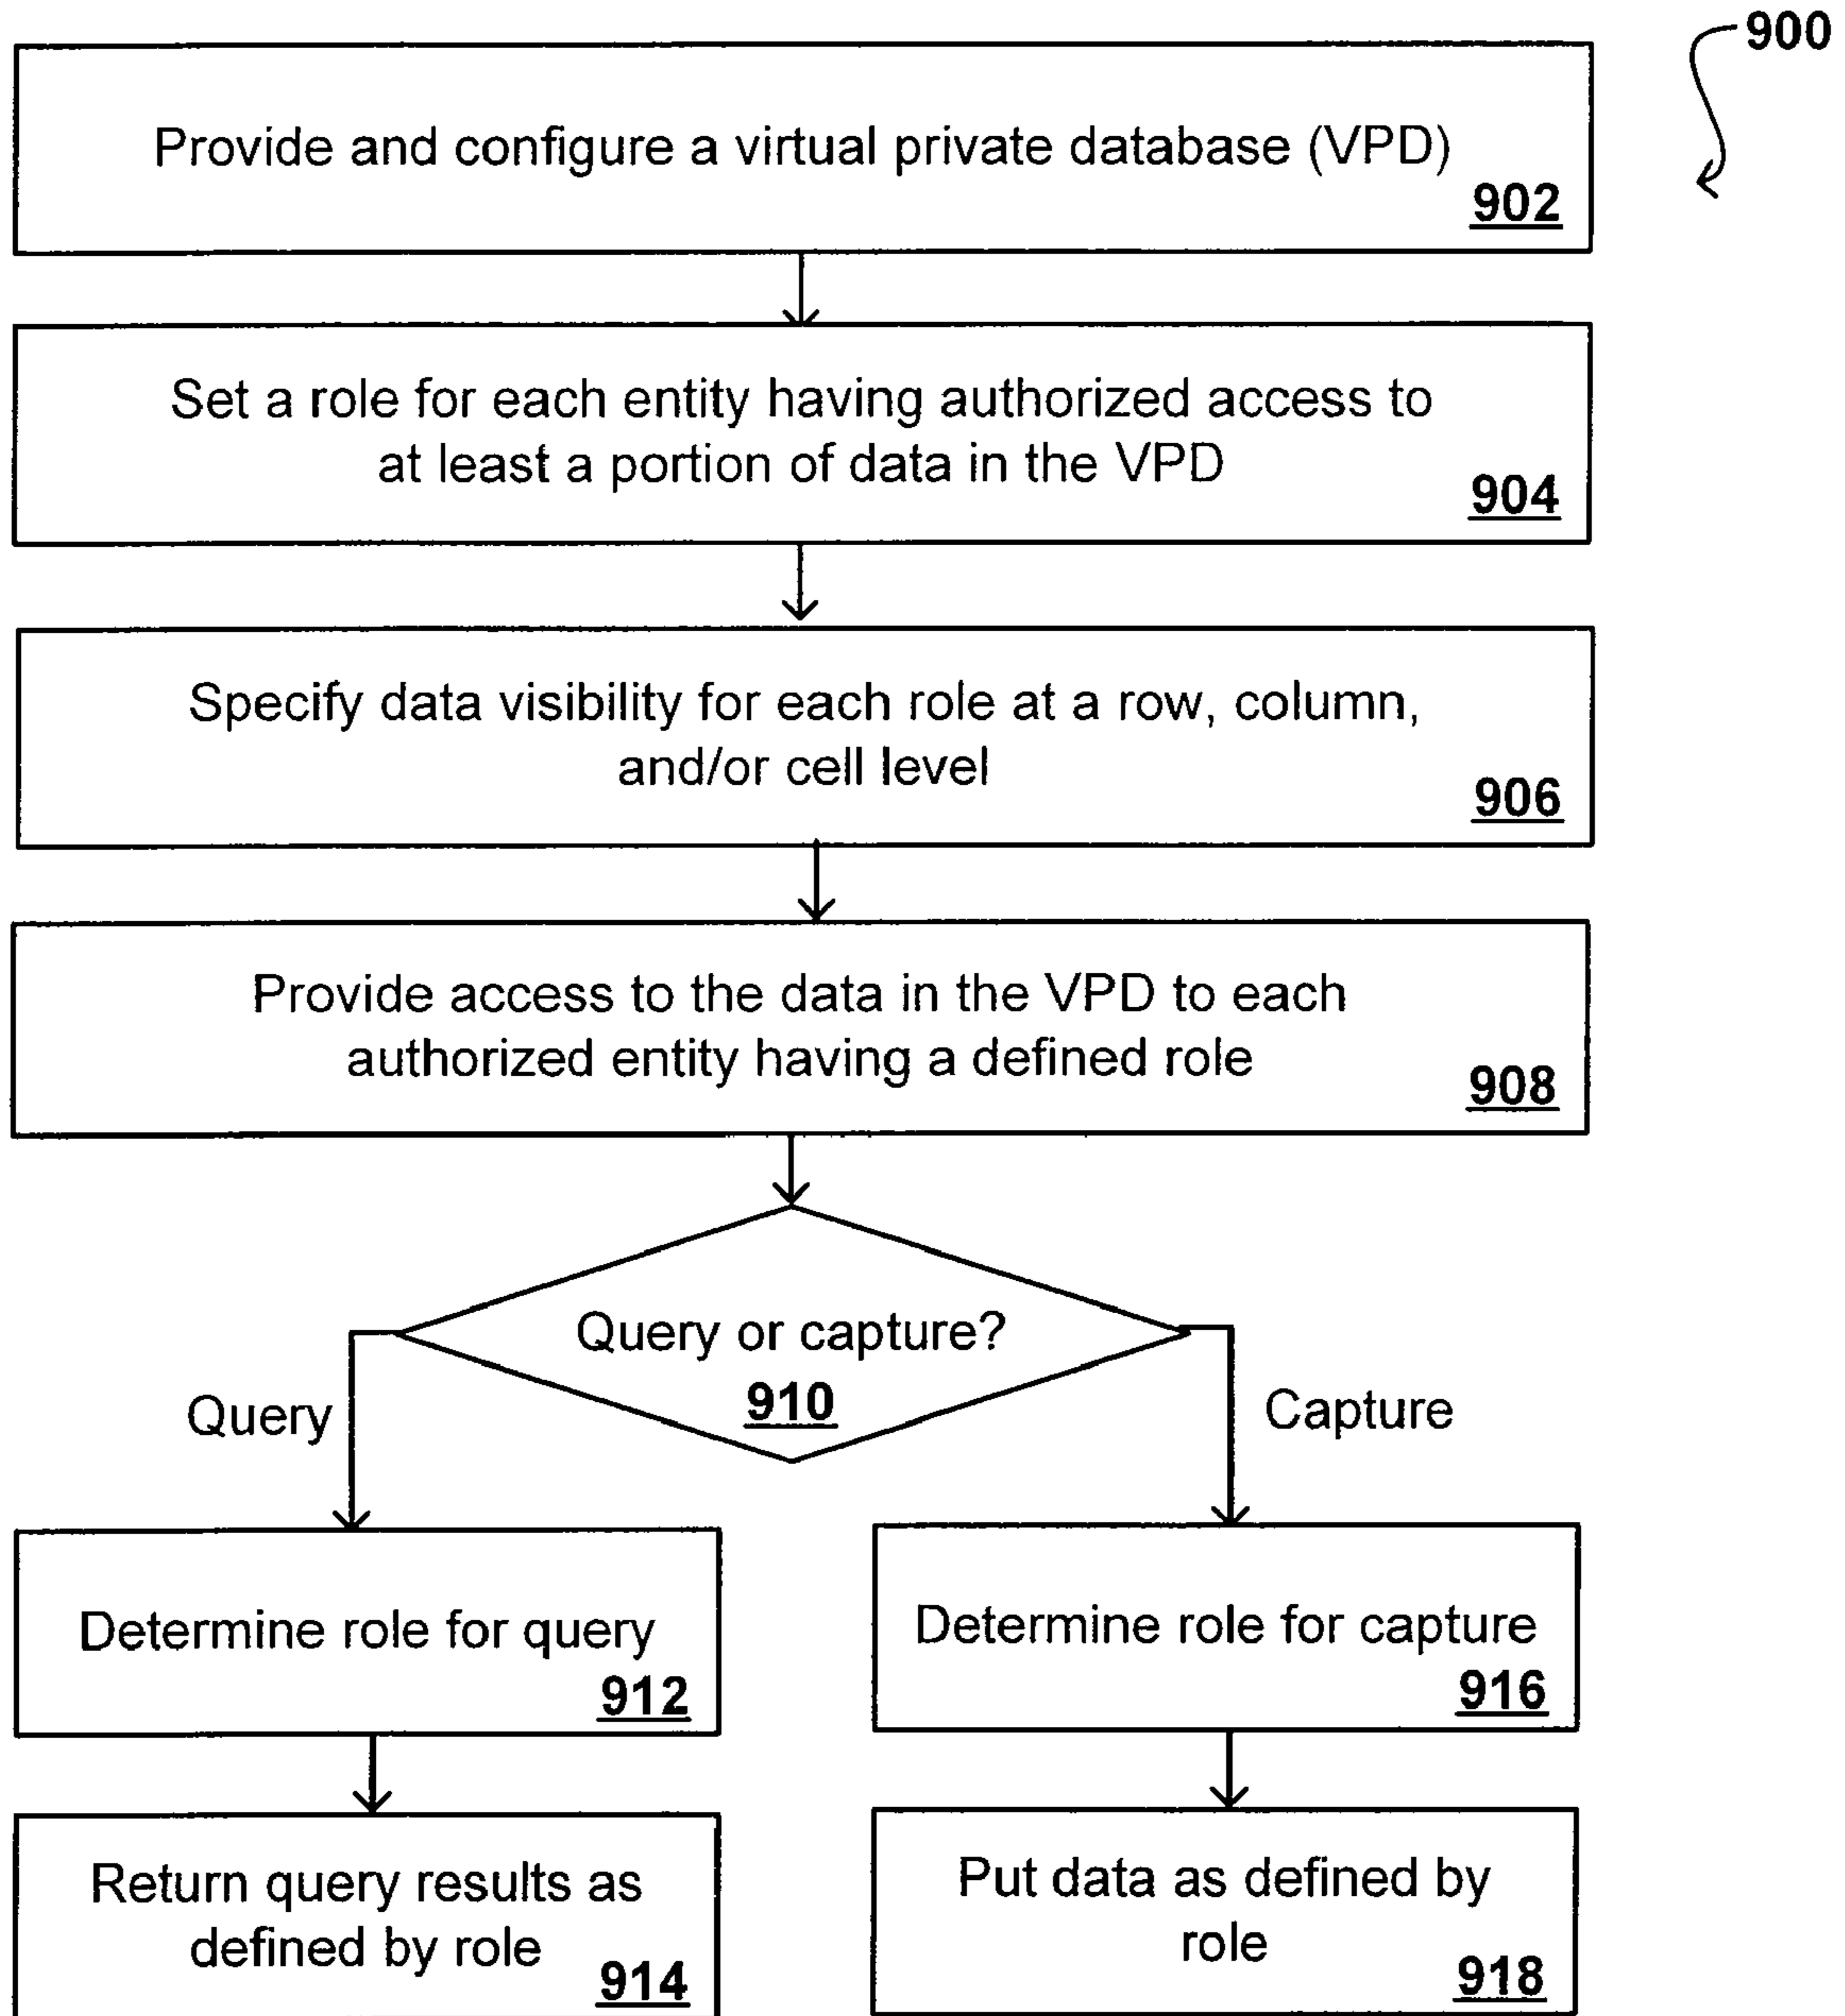 900
Provide and configure a virtual private database (VPD)
902
Set a role for each entity having authorized access to
at least a portion of data in the VPD
904
Specify data visibility for each role at a row, column,
and/or cell level
906
Provide access to the data in the VPD to each
authorized entity having a defined role
908
Query or capture?
910
Query
Capture
Determine role for query
912
Determine role for capture
916
Return query results as
defined by role
914
Put data as defined by
role
918